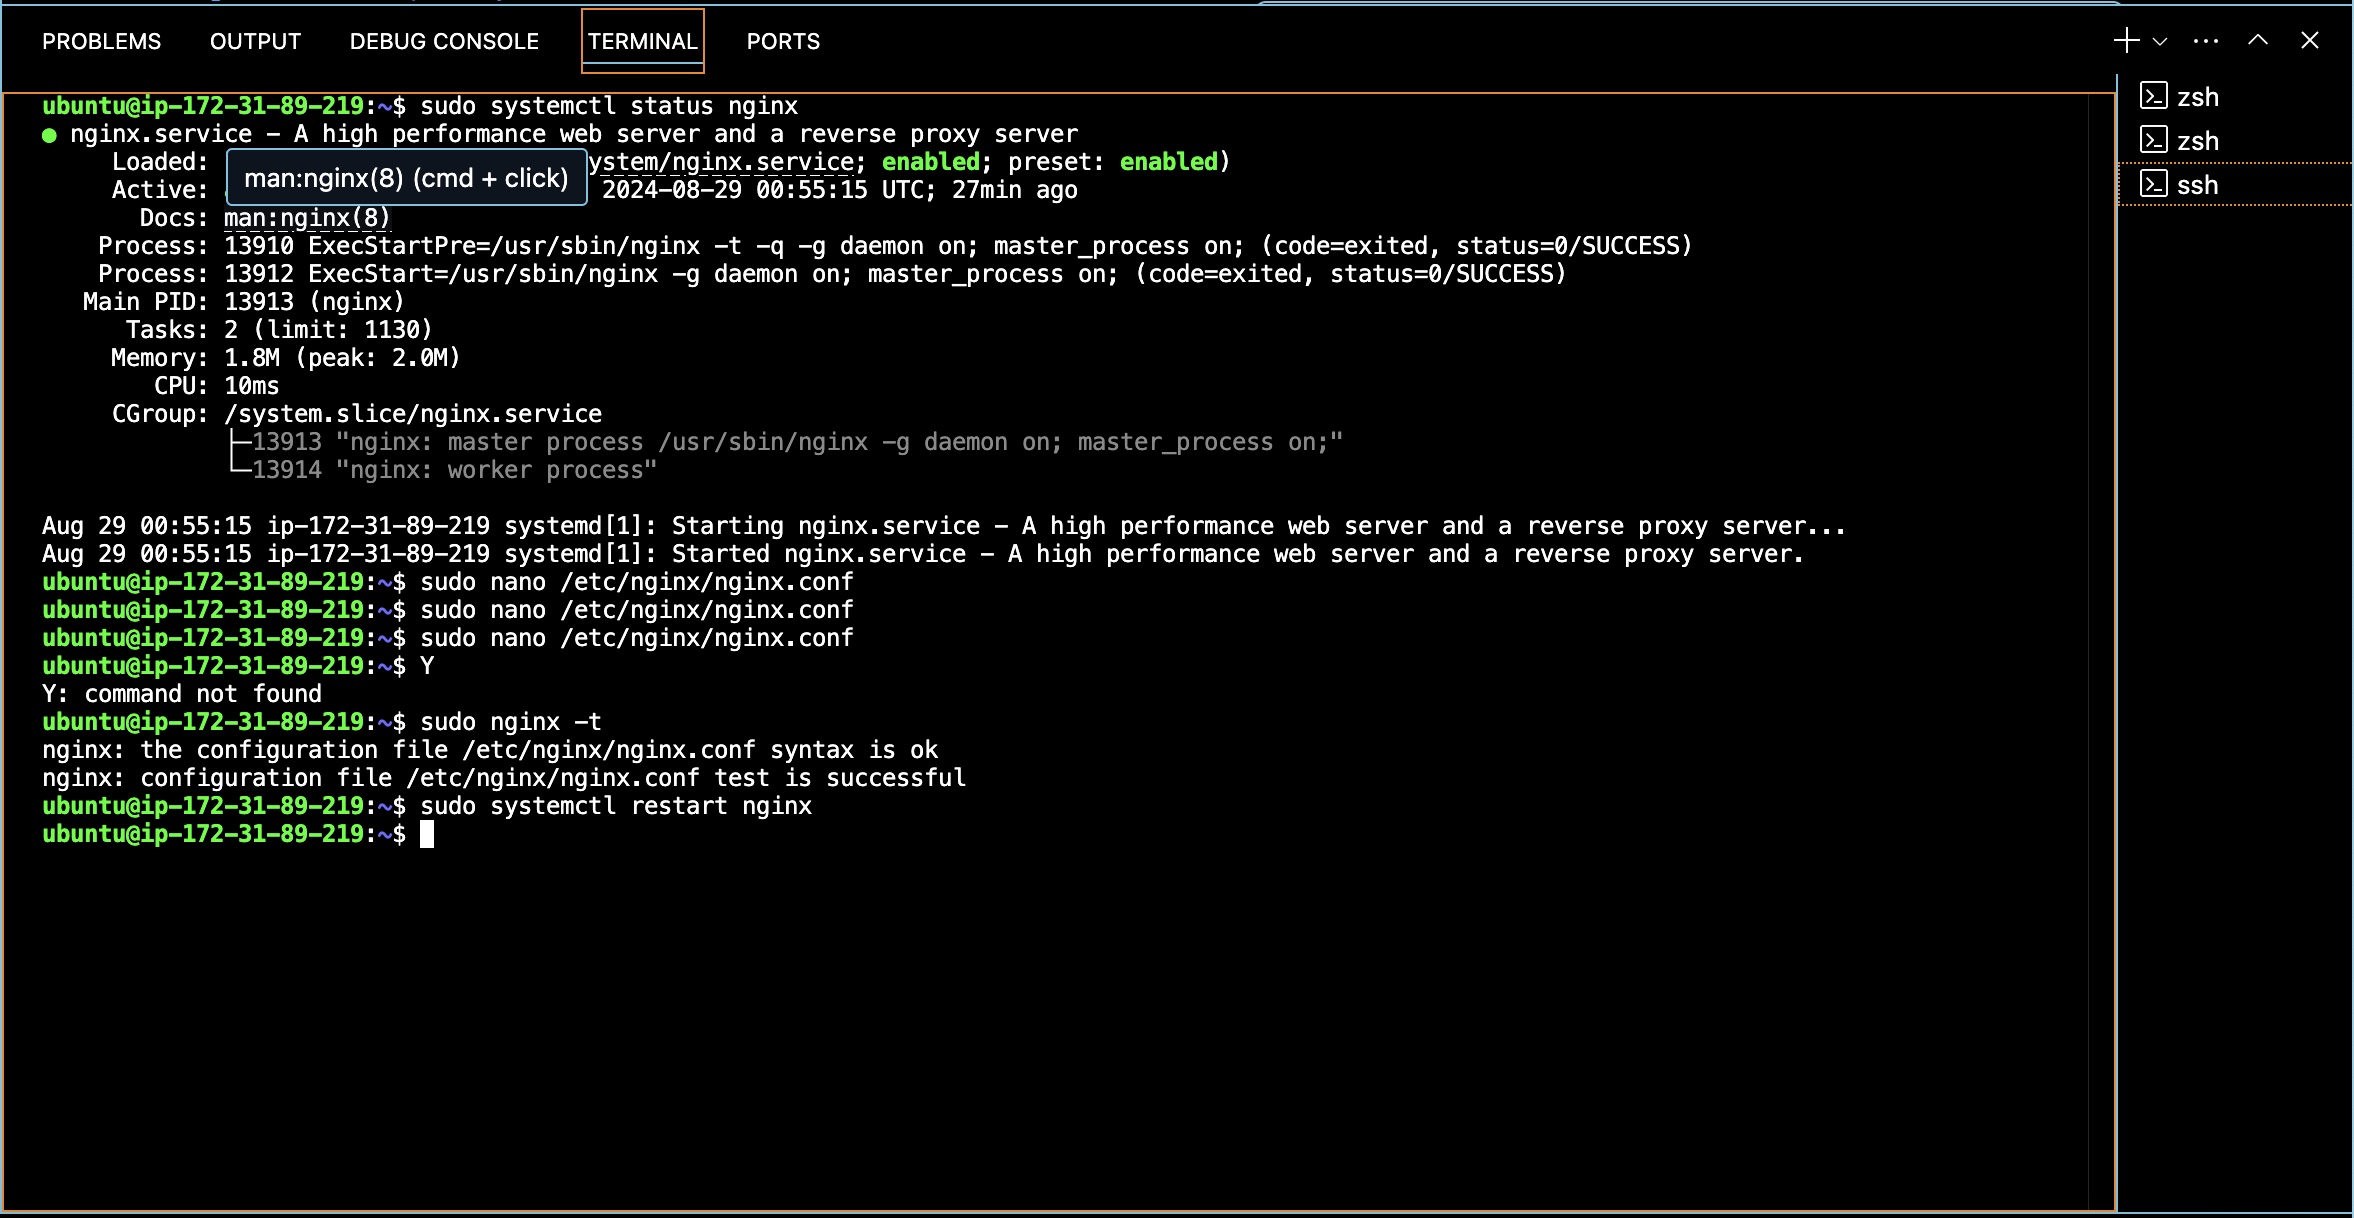 PROBLEMS OUTPUT DEBUG CONSOLE TERMINAL PORTS
zsh
zsh
ssh
ubuntu@ip-172-31-89-219:~$ sudo systemctl status nginx
● nginx.service - A high performance web server and a reverse proxy server
Loaded: ystem/nginx.service; enabled; preset: enabled)
man:nginx(8) (cmd + click)
Active: 2024-08-29 00:55:15 UTC; 27min ago
Docs: man:nginx(8)
Process: 13910 ExecStartPre=/usr/sbin/nginx -t -q -g daemon on; master_process on; (code=exited, status=0/SUCCESS)
Process: 13912 ExecStart=/usr/sbin/nginx -g daemon on; master_process on; (code=exited, status=0/SUCCESS)
Main PID: 13913 (nginx)
Tasks: 2 (limit: 1130)
Memory: 1.8M (peak: 2.0M)
CPU: 10ms
CGroup: /system.slice/nginx.service
├─13913 "nginx: master process /usr/sbin/nginx -g daemon on; master_process on;"
└─13914 "nginx: worker process"
Aug 29 00:55:15 ip-172-31-89-219 systemd[1]: Starting nginx.service - A high performance web server and a reverse proxy server...
Aug 29 00:55:15 ip-172-31-89-219 systemd[1]: Started nginx.service - A high performance web server and a reverse proxy server.
ubuntu@ip-172-31-89-219:~$ sudo nano /etc/nginx/nginx.conf
ubuntu@ip-172-31-89-219:~$ sudo nano /etc/nginx/nginx.conf
ubuntu@ip-172-31-89-219:~$ sudo nano /etc/nginx/nginx.conf
ubuntu@ip-172-31-89-219:~$ Y
Y: command not found
ubuntu@ip-172-31-89-219:~$ sudo nginx -t
nginx: the configuration file /etc/nginx/nginx.conf syntax is ok
nginx: configuration file /etc/nginx/nginx.conf test is successful
ubuntu@ip-172-31-89-219:~$ sudo systemctl restart nginx
ubuntu@ip-172-31-89-219:~$